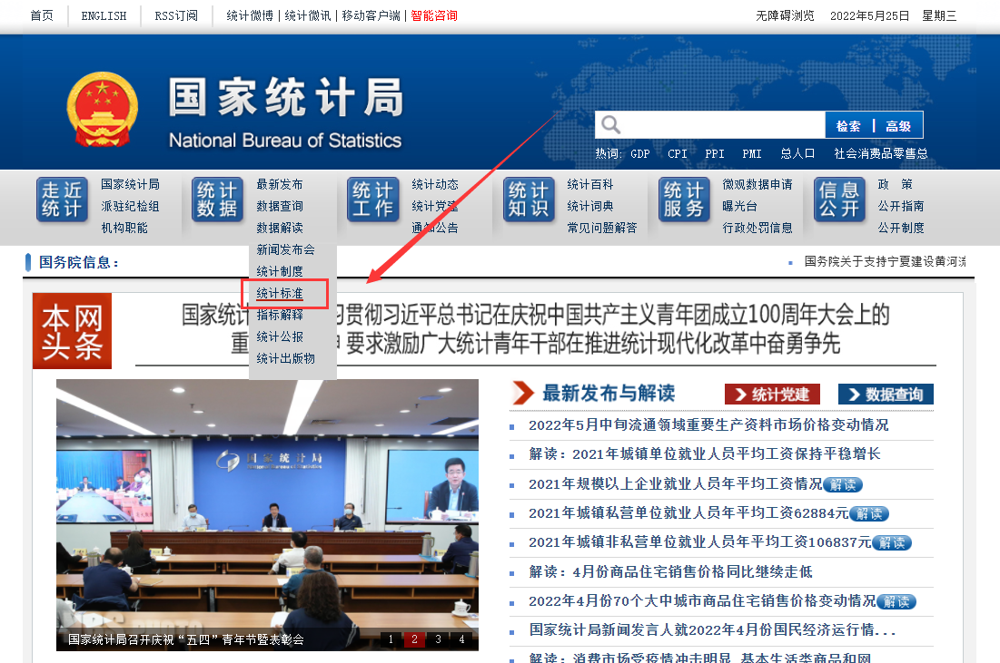 首页 ENGLISH RSS订阅 统计微博 | 统计微讯 | 移动客户端 | 智能咨询 无障碍浏览 2022年5月25日 星期三
国家统计局
National Bureau of Statistics
检索 | 高级
热词: GDP CPI PPI PMI 总人口 社会消费品零售总
走近统计
国家统计局
派驻纪检组
机构职能
统计数据
最新发布
数据查询
数据解读
新闻发布会
统计制度
统计标准
指标解释
统计公报
统计出版物
统计工作
统计动态
统计党建
通知公告
统计知识
统计百科
统计词典
常见问题解答
统计服务
微观数据申请
曝光台
行政处罚信息
信息公开
政 策
公开指南
公开制度
国务院信息：
国务院关于支持宁夏建设黄河流
本网头条
国家统计 习贯彻习近平总书记在庆祝中国共产主义青年团成立100周年大会上的
重 要求激励广大统计青年干部在推进统计现代化改革中奋勇争先
国家统计局
National Bureau of Statistics
国家统计局召开庆祝“五四”青年节暨表彰会 1 2 3 4
最新发布与解读 统计党建 数据查询
2022年5月中旬流通领域重要生产资料市场价格变动情况
解读：2021年城镇单位就业人员平均工资保持平稳增长
2021年规模以上企业就业人员年平均工资情况 解读
2021年城镇私营单位就业人员年平均工资62884元 解读
2021年城镇非私营单位就业人员年平均工资106837元 解读
解读：4月份商品住宅销售价格同比继续走低
2022年4月份70个大中城市商品住宅销售价格变动情况 解读
国家统计局新闻发言人就2022年4月份国民经济运行情...
解读：消费市场受疫情冲击明显 基本生活类商品和网